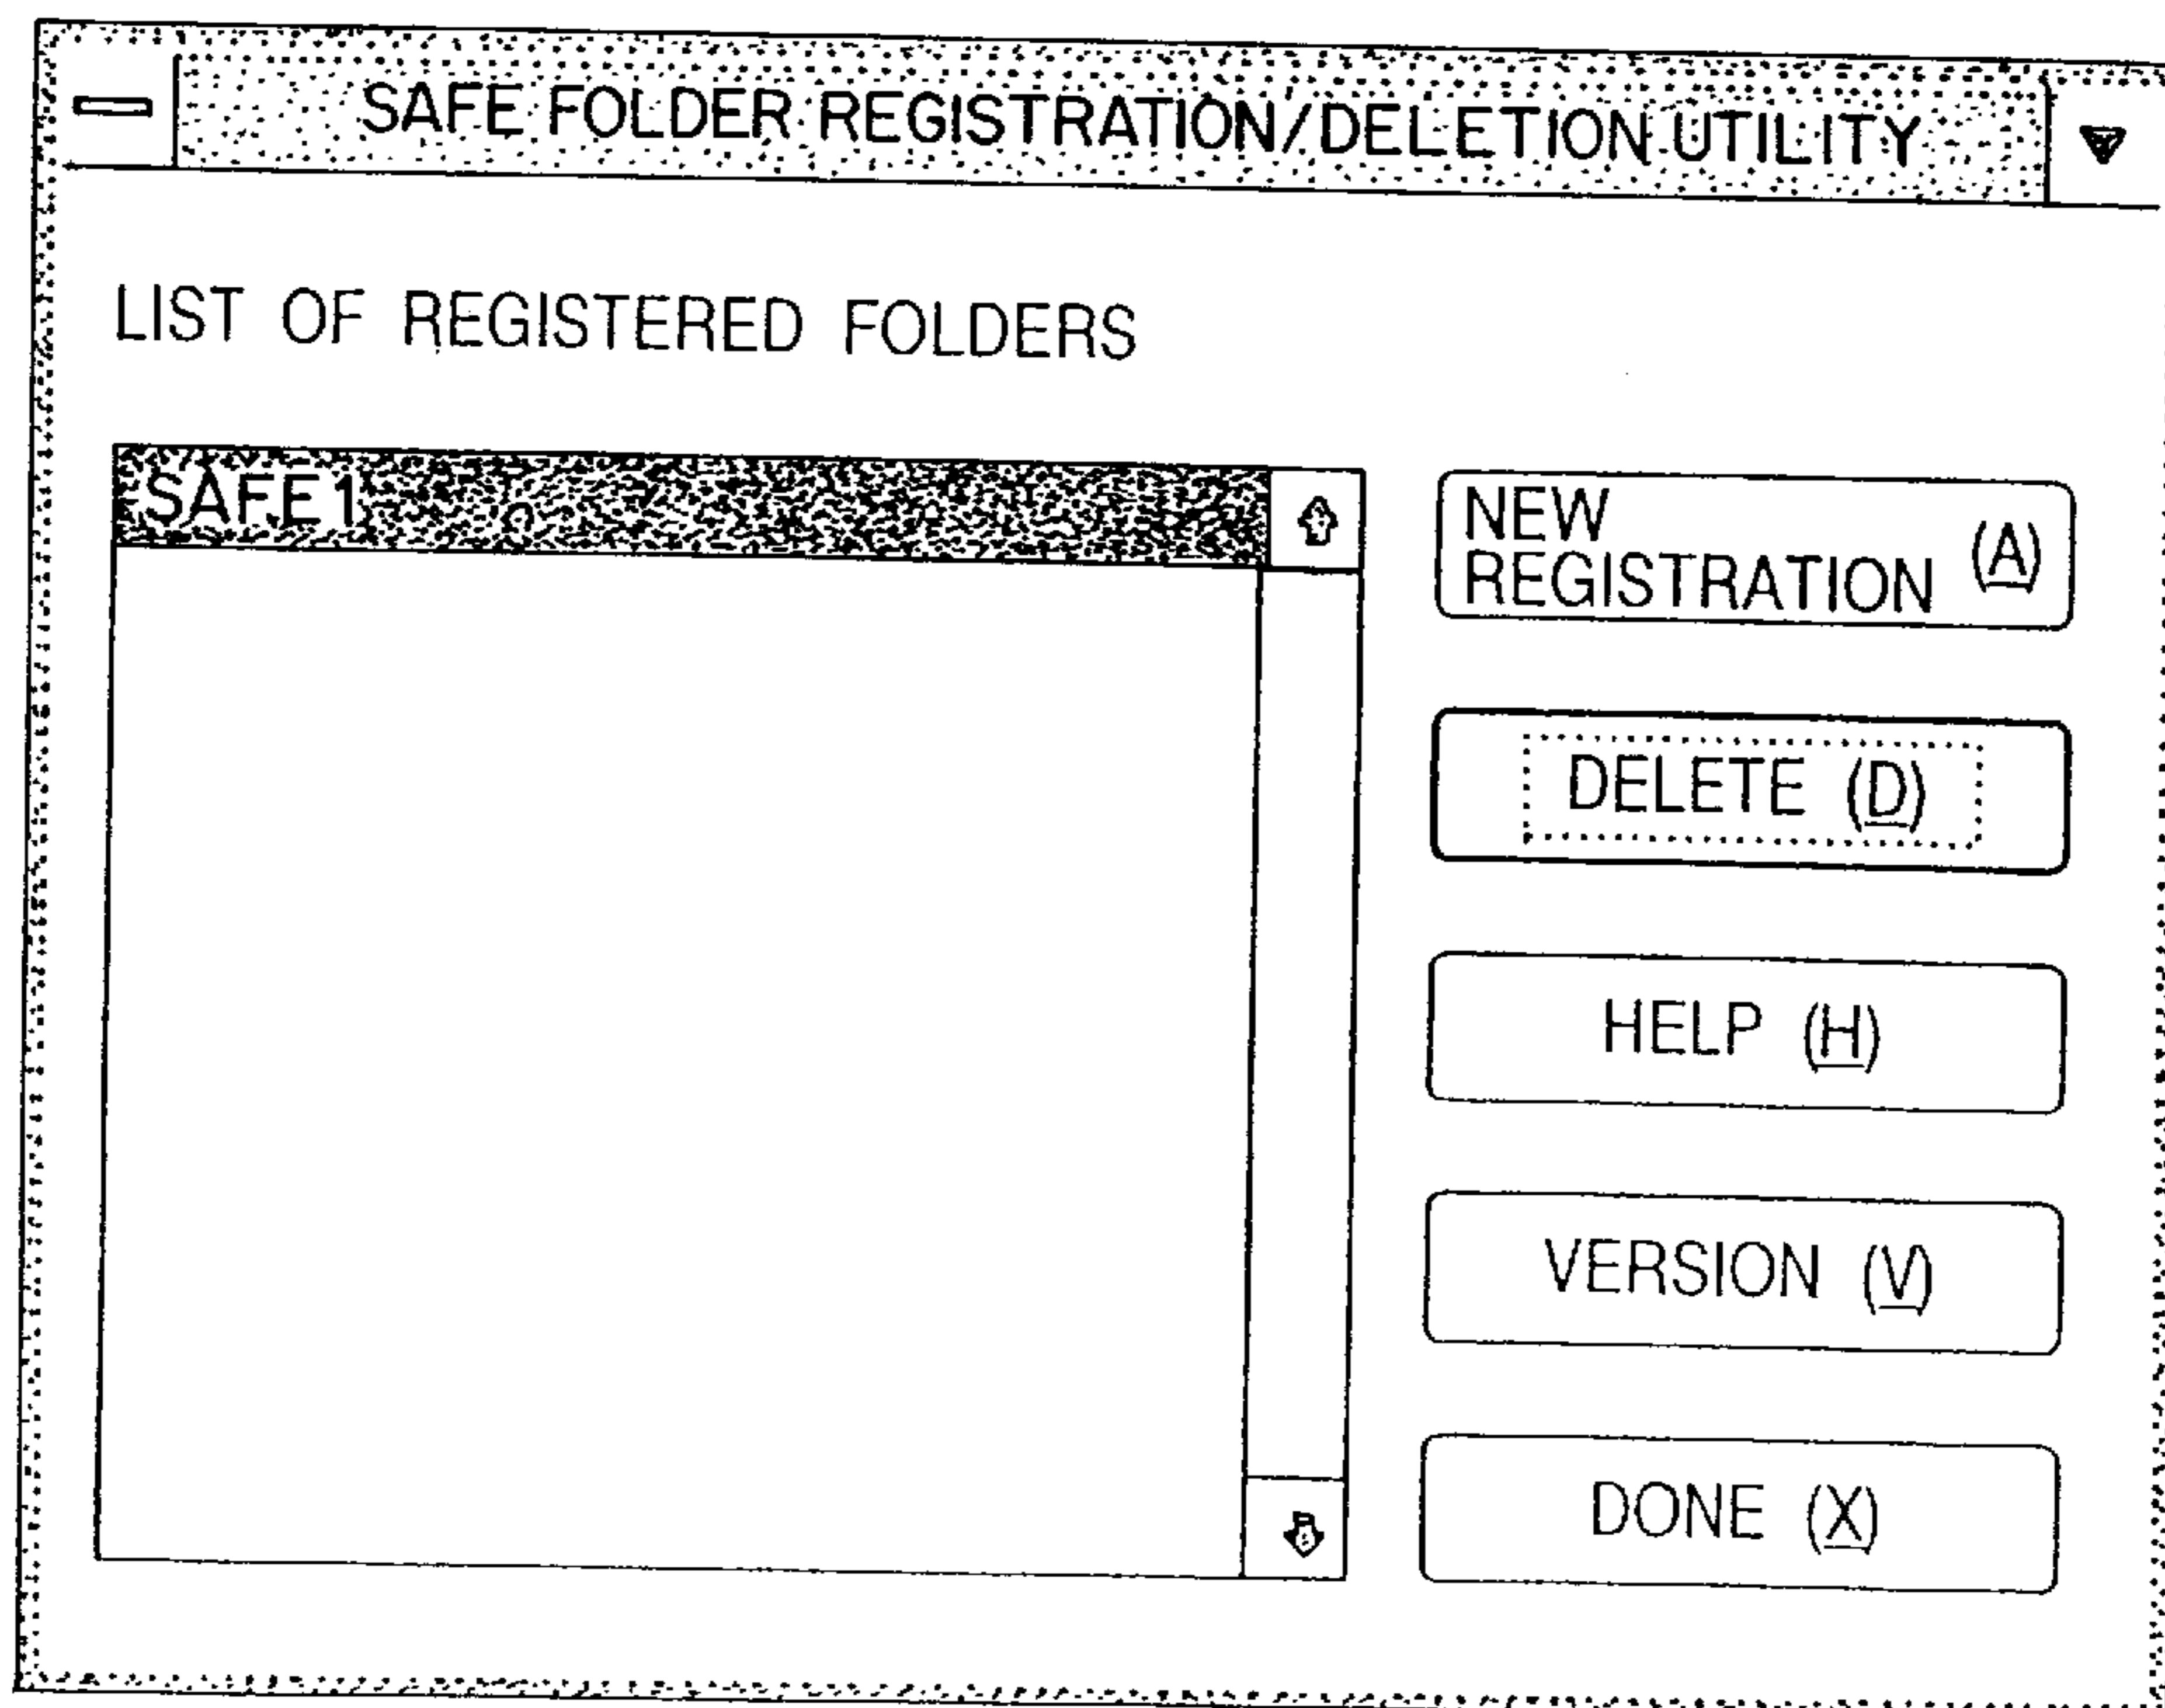 SAFE FOLDER REGISTRATION/DELETION UTILITY
LIST OF REGISTERED FOLDERS
SAFE1
NEW
REGISTRATION (A)
DELETE (D)
HELP (H)
VERSION (V)
DONE (X)